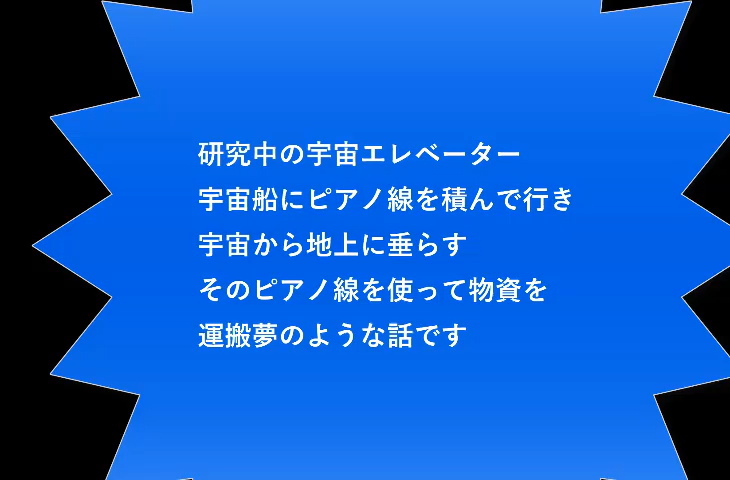 研究中の宇宙エレベーター
宇宙船にピアノ線を積んで行き
宇宙から地上に垂らす
そのピアノ線を使って物資を
運搬夢のような話です